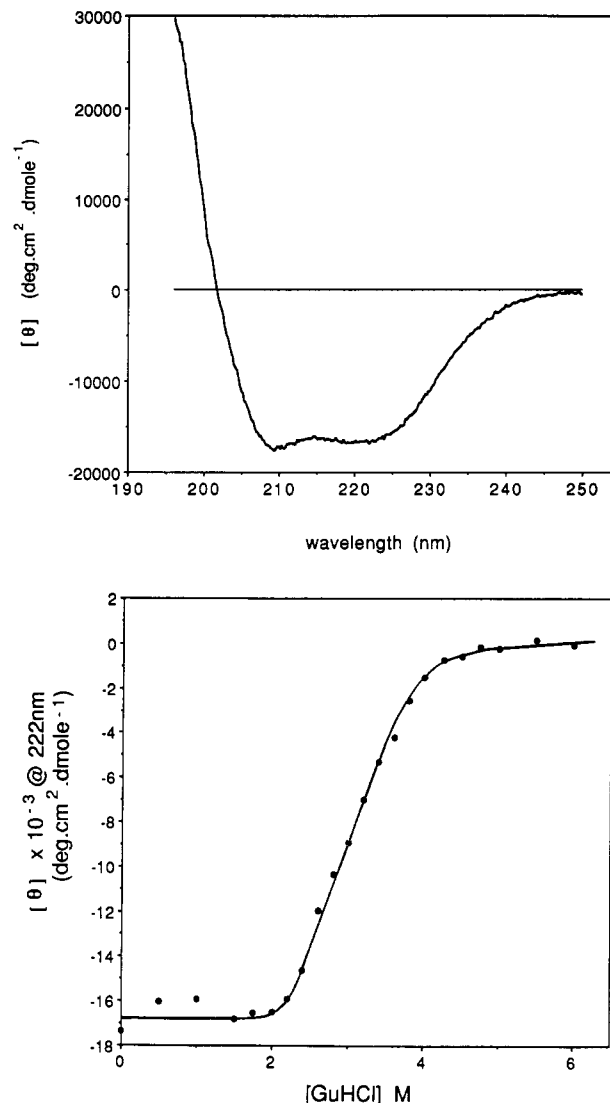 30000
20000
10000
0
-10000
-20000
[θ] (deg.cm² .dmole⁻¹)
190 200 210 220 230 240 250
wavelength (nm)
2
0
-2
-4
-6
-8
-10
-12
-14
-16
-18
[θ] x 10⁻³ @ 222nm
(deg.cm² .dmole⁻¹)
0 2 4 6
[GuHCl] M